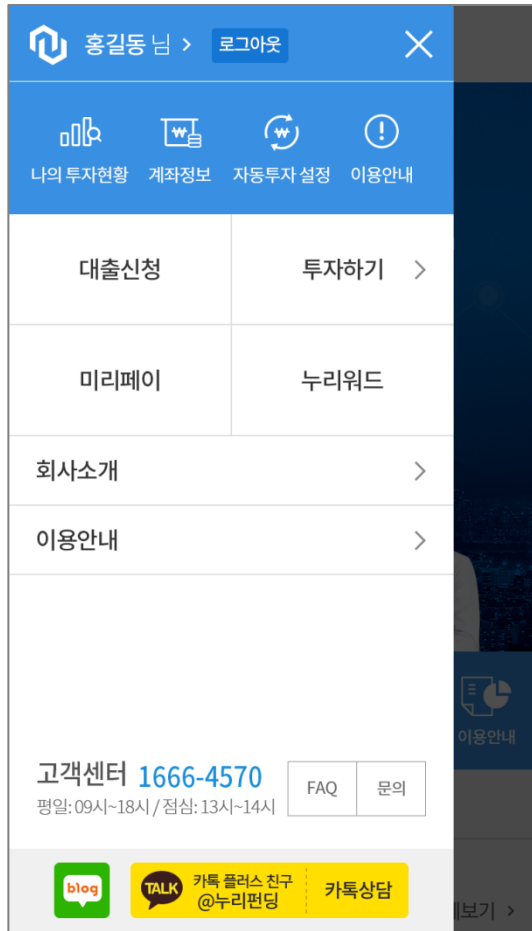 홍길동 님 > 로그아웃
나의 투자현황 계좌정보 자동투자 설정 이용안내
대출신청 투자하기
미리페이 누리워드
회사소개
이용안내
이용안내
고객센터 1666-4570 FAQ 문의
평일: 09시~18시 / 점심: 13시~14시
blog TALK 카톡 플러스 친구 카톡상담
@누리펀딩
보기 >